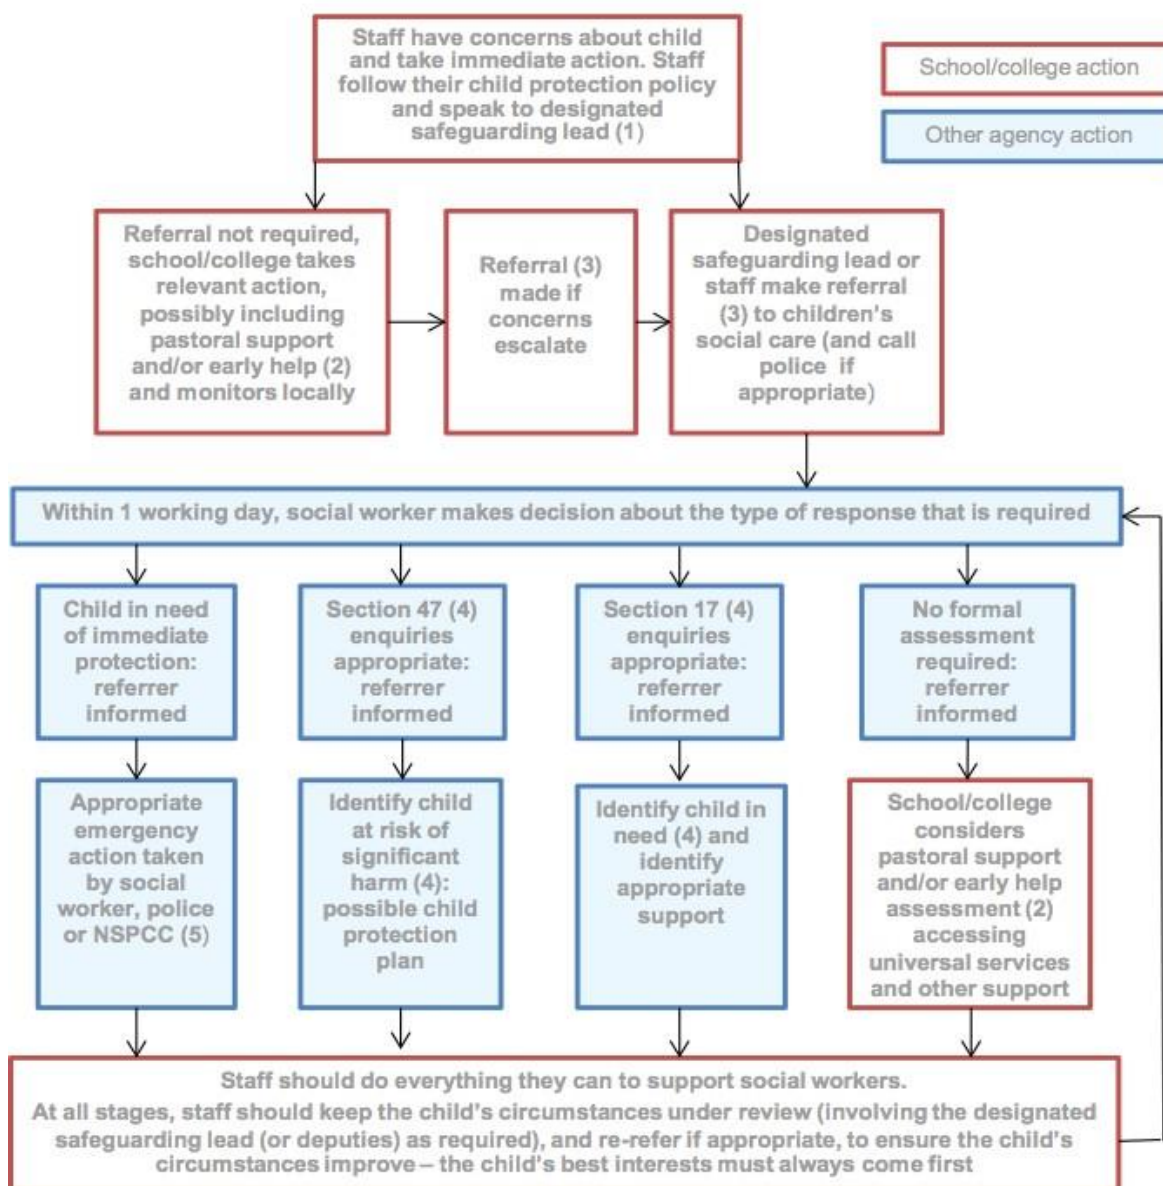 Staff have concerns about child
and take immediate action. Staff
follow their child protection policy
and speak to designated
safeguarding lead (1)
School/college action
Other agency action
Referral not required,
school/college takes
relevant action,
possibly including
pastoral support
and/or early help (2)
and monitors locally
Referral (3)
made if
concerns
escalate
Designated
safeguarding lead or
staff make referral
(3) to children's
social care (and call
police if
appropriate)
Within 1 working day, social worker makes decision about the type of response that is required
Child in need
of immediate
protection:
referrer
informed
Section 47 (4)
enquiries
appropriate:
referrer
informed
Section 17 (4)
enquiries
appropriate:
referrer
informed
No formal
assessment
required:
referrer
informed
Appropriate
emergency
action taken
by social
worker, police
or NSPCC (5)
Identify child
at risk of
significant
harm (4):
possible child
protection
plan
Identify child in
need (4) and
identify
appropriate
support
School/college
considers
pastoral support
and/or early help
assessment (2)
accessing
universal services
and other support
Staff should do everything they can to support social workers.
At all stages, staff should keep the child's circumstances under review (involving the designated
safeguarding lead (or deputies) as required), and re-refer if appropriate, to ensure the child's
circumstances improve – the child's best interests must always come first